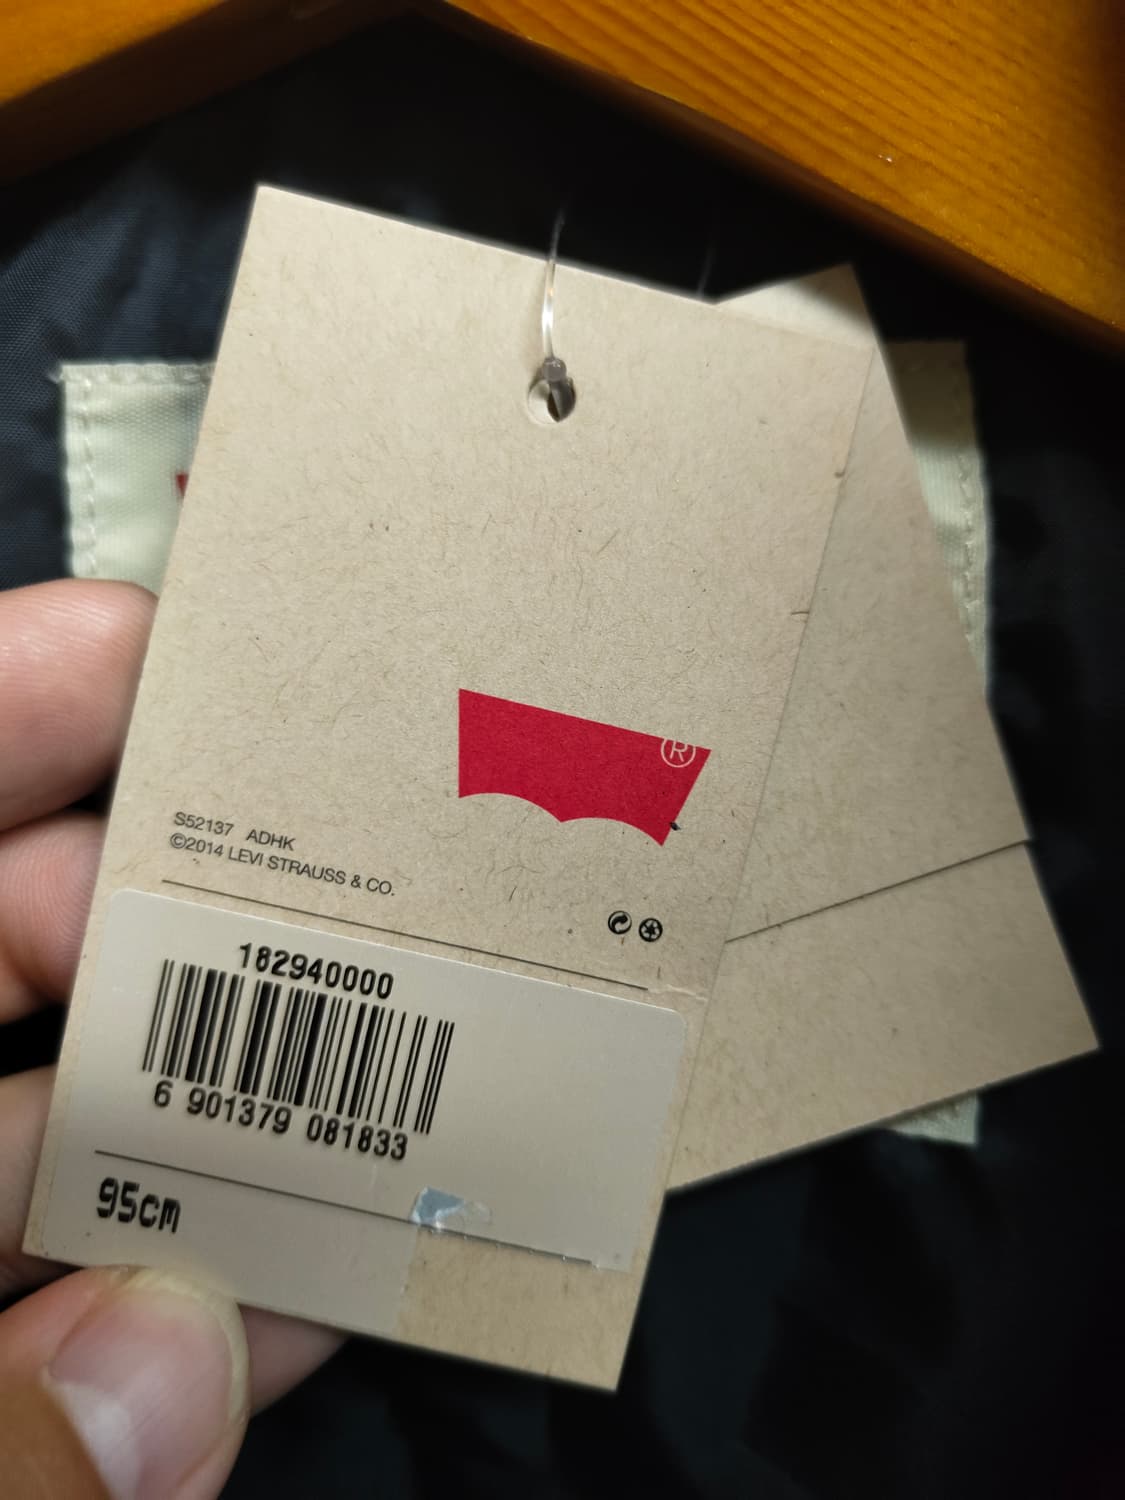 ®
S52137 ADHK
©2014 LEVI STRAUSS & CO.
182940000
6 901379 081833
95cm